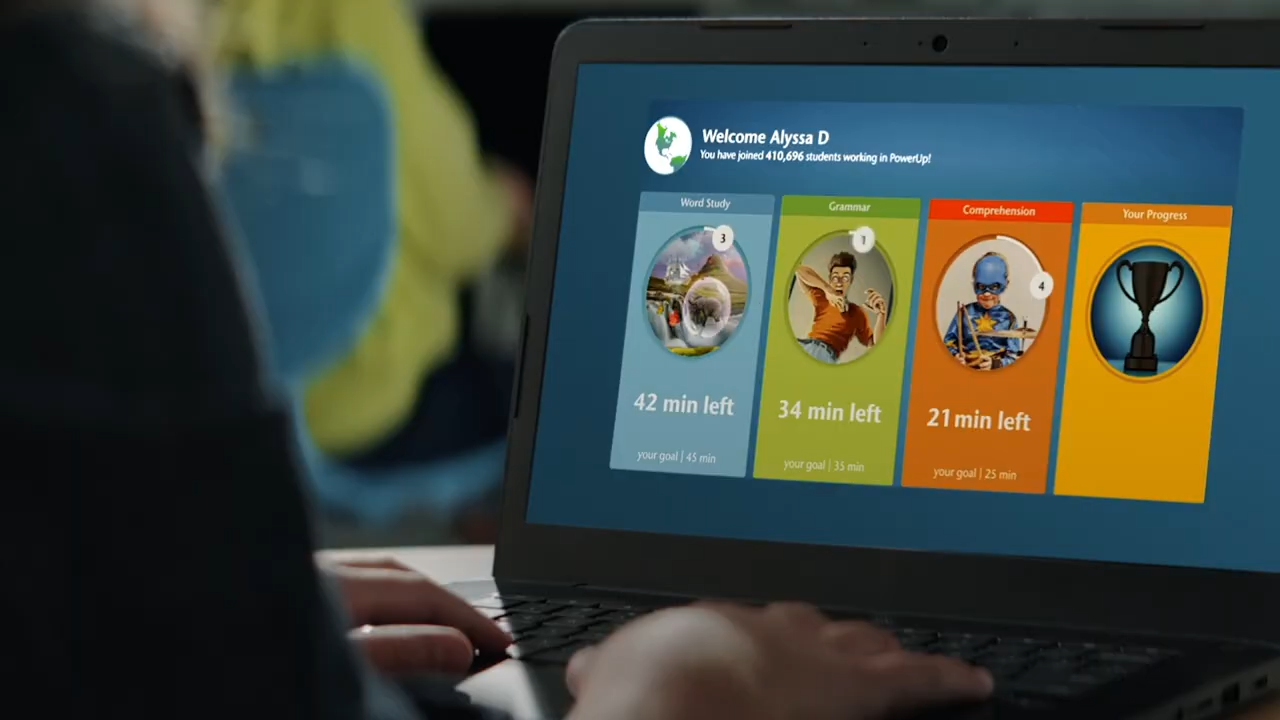 Welcome Alyssa D
You have joined 410,696 students working in PowerUp!
Word Study
3
42 min left
your goal | 45 min
Grammar
1
34 min left
your goal | 35 min
Comprehension
4
21 min left
your goal | 25 min
Your Progress